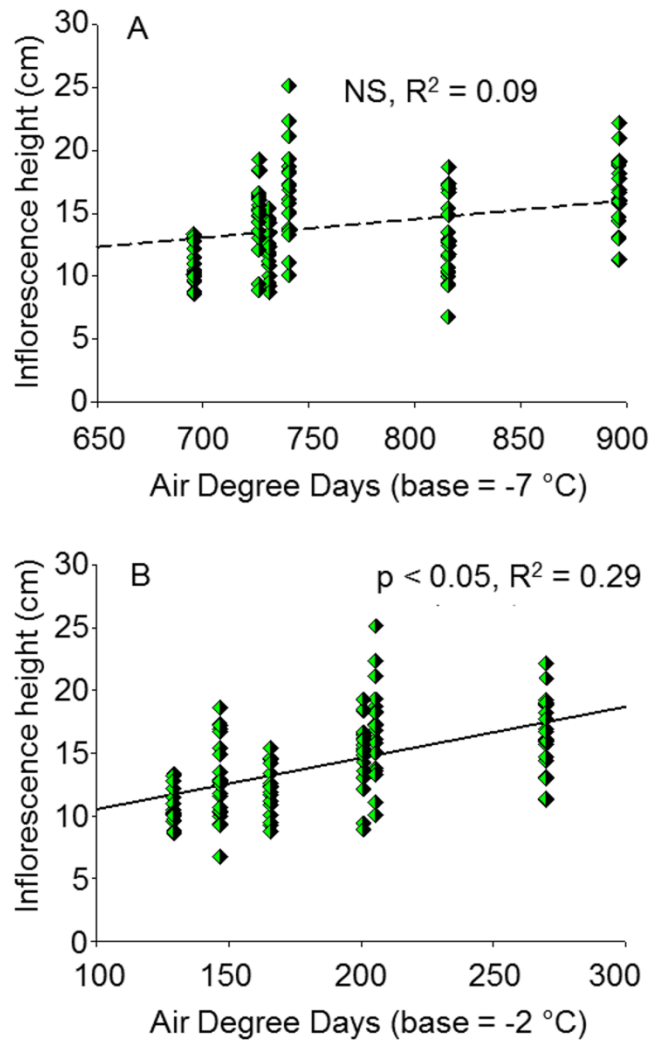 A
NS, R² = 0.09
Inflorescence height (cm)
30
25
20
15
10
5
0
650 700 750 800 850 900
Air Degree Days (base = -7 °C)
B
p < 0.05, R² = 0.29
Inflorescence height (cm)
30
25
20
15
10
5
0
100 150 200 250 300
Air Degree Days (base = -2 °C)